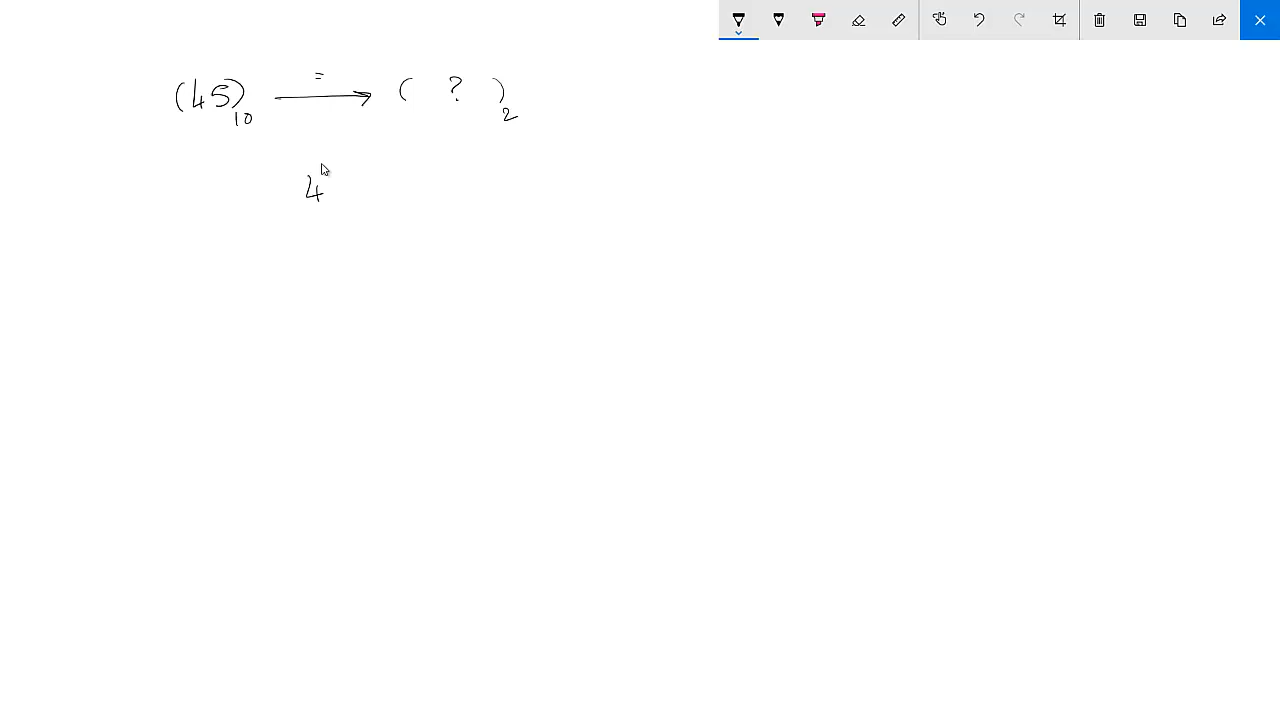 (45)₁₀ =⟶ ( ? )₂
4